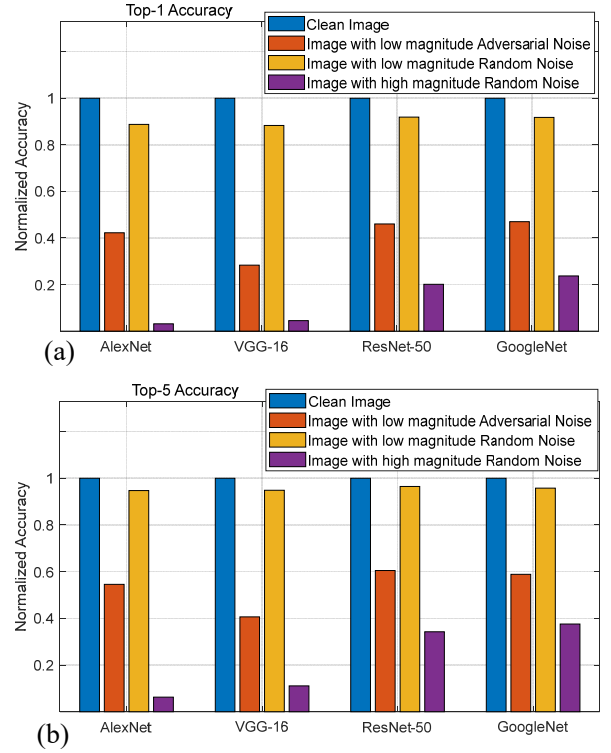 Top-1 Accuracy
Clean Image
Image with low magnitude Adversarial Noise
Image with low magnitude Random Noise
Image with high magnitude Random Noise
Normalized Accuracy
1
0.8
0.6
0.4
0.2
(a)
AlexNet VGG-16 ResNet-50 GoogleNet
Top-5 Accuracy
Clean Image
Image with low magnitude Adversarial Noise
Image with low magnitude Random Noise
Image with high magnitude Random Noise
Normalized Accuracy
1
0.8
0.6
0.4
0.2
(b)
AlexNet VGG-16 ResNet-50 GoogleNet